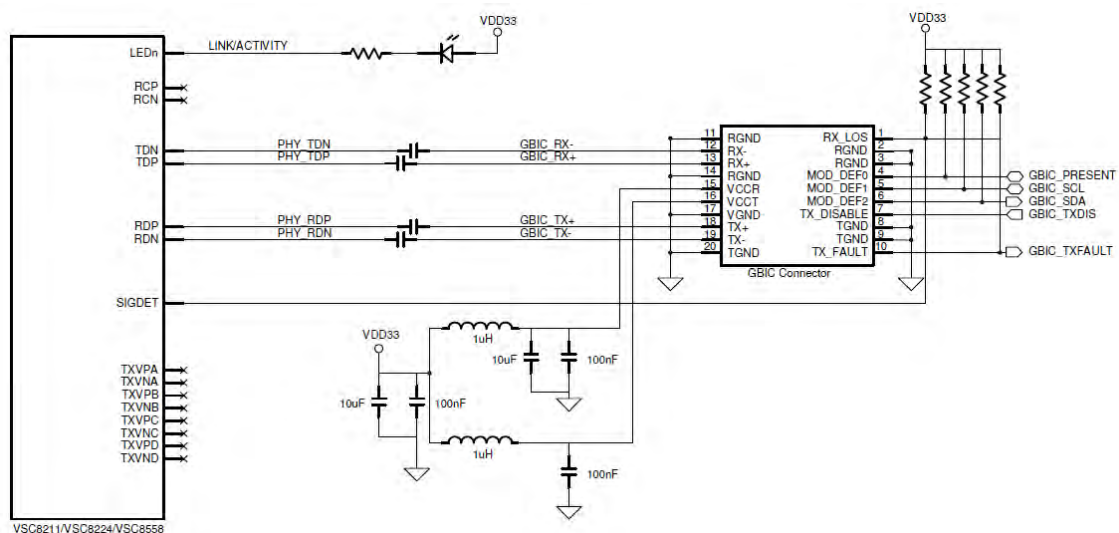 VDD33
VDD33
LEDn
LINK/ACTIVITY
RCP
RCN
TDN
PHY_TDN
GBIC_RX-
TDP
PHY_TDP
GBIC_RX+
RDP
PHY_RDP
GBIC_TX+
RDN
PHY_RDN
GBIC_TX-
11 RGND RX_LOS 1
12 RX- RGND 2
13 RX+ RGND 3
14 RGND MOD_DEF0 4 GBIC_PRESENT
15 VCCR MOD_DEF1 5 GBIC_SCL
16 VCCT MOD_DEF2 6 GBIC_SDA
17 VGND TX_DISABLE 7 GBIC_TXDIS
18 TX+ TGND 8
19 TX- TGND 9
20 TGND TX_FAULT 10 GBIC_TXFAULT
GBIC Connector
SIGDET
VDD33
1uH
10uF
100nF
10uF
100nF
1uH
100nF
TXVPA
TXVNA
TXVPB
TXVNB
TXVPC
TXVNC
TXVPD
TXVND
VSC8211/VSC8224/VSC8558